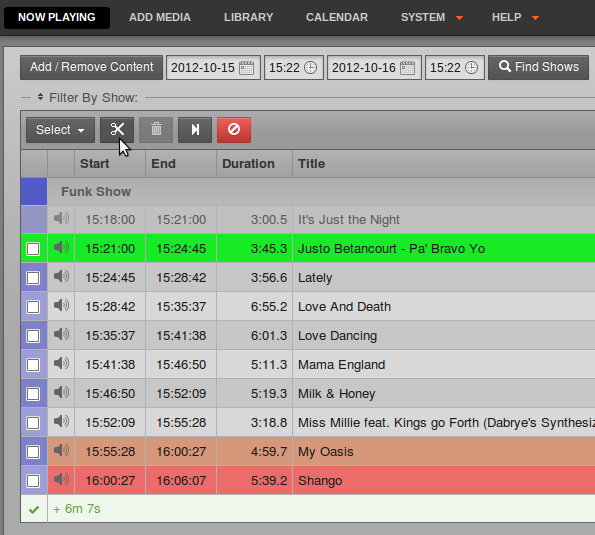 NOW PLAYING ADD MEDIA LIBRARY CALENDAR SYSTEM HELP
Add / Remove Content 2012-10-15 15:22 2012-10-16 15:22 Find Shows
Filter By Show:
Select
Start End Duration Title
Funk Show
15:18:00 15:21:00 3:00.5 It's Just the Night
15:21:00 15:24:45 3:45.3 Justo Betancourt - Pa' Bravo Yo
15:24:45 15:28:42 3:56.6 Lately
15:28:42 15:35:37 6:55.2 Love And Death
15:35:37 15:41:38 6:01.3 Love Dancing
15:41:38 15:46:50 5:11.3 Mama England
15:46:50 15:52:09 5:19.3 Milk & Honey
15:52:09 15:55:28 3:18.8 Miss Millie feat. Kings go Forth (Dabrye's Synthesiz
15:55:28 16:00:27 4:59.7 My Oasis
16:00:27 16:06:07 5:39.2 Shango
+ 6m 7s